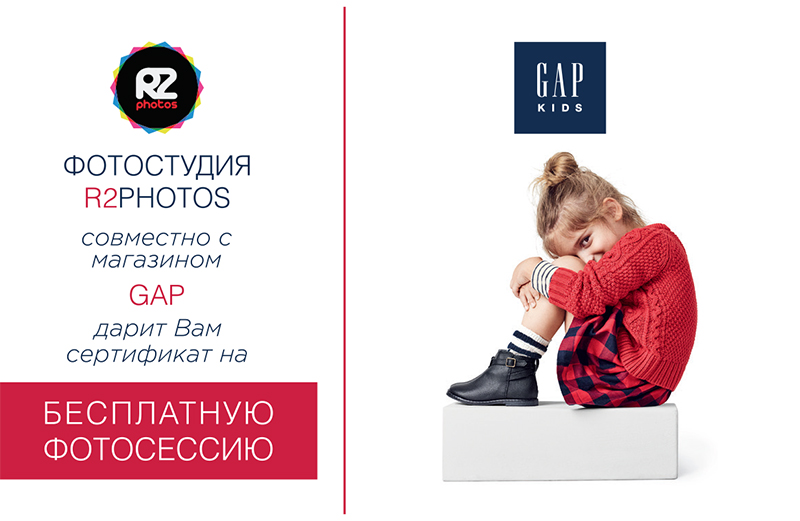 R2
photos
ФОТОСТУДИЯ
R2PHOTOS
совместно с
магазином
GAP
дарит Вам
сертификат на
БЕСПЛАТНУЮ
ФОТОСЕССИЮ
GAP
KIDS